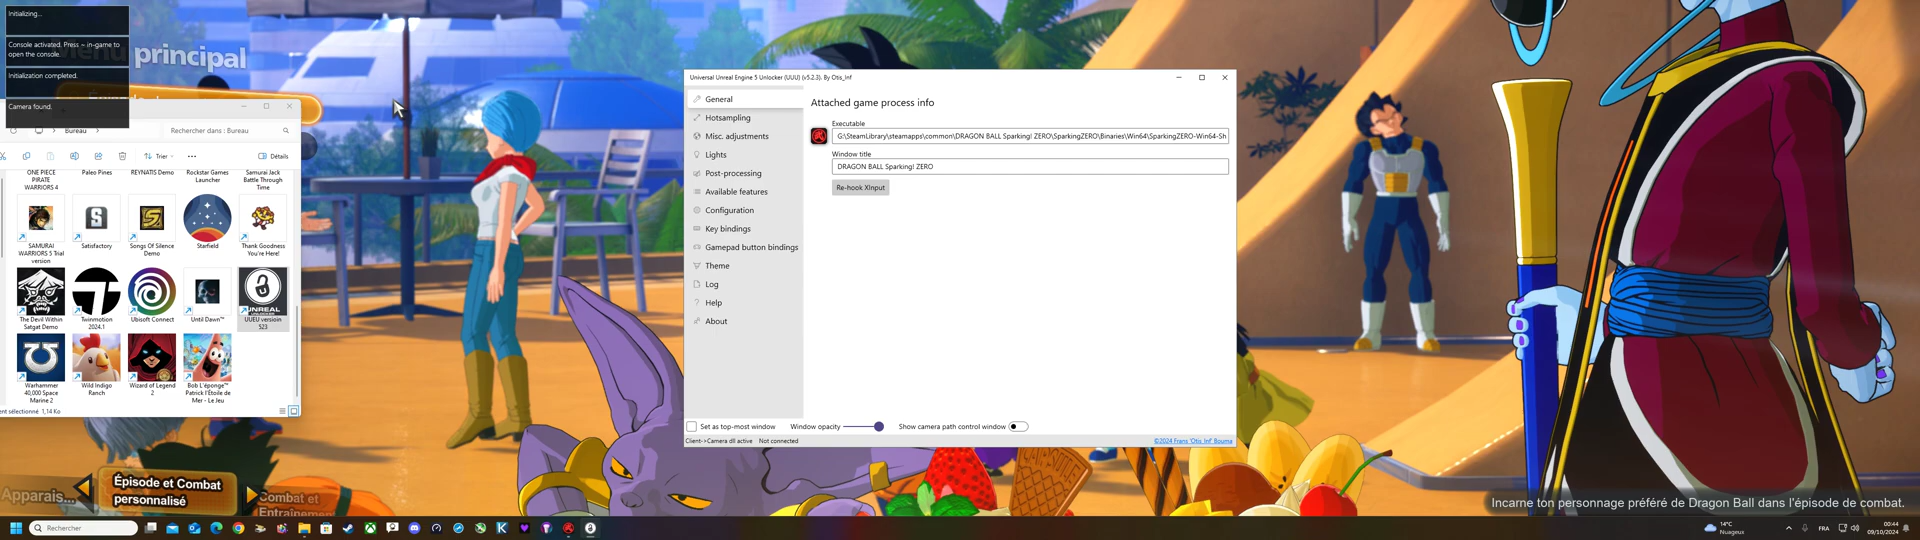 Initializing...
Console activated. Press ~ in-game to
open the console.
Initialization completed.
Camera found.
Menu principal
Bureau
Rechercher dans : Bureau
Trier
Détails
ONE PIECE
PIRATE
WARRIORS 4
Paleo Pines
REYNATIS Demo
Rockstar Games
Launcher
Samurai Jack
Battle Through
Time
SAMURAI
WARRIORS 5 Trial
version
Satisfactory
Songs Of Silence
Demo
Starfield
Thank Goodness
You're Here!
The Devil Within
Satgat Demo
Twinmotion
2024.1
Ubisoft Connect
Until Dawn™
UNREAL
UUEU version
523
Warhammer
40,000 Space
Marine 2
Wild Indigo
Ranch
Wizard of Legend
2
Bob L'éponge™
Patrick l'Étoile de
Mer - Le Jeu
ent sélectionné 1,14 Ko
Universal Unreal Engine 5 Unlocker (UUU) (v5.2.3). By Otis_Inf
General
Hotsampling
Misc. adjustments
Lights
Post-processing
Available features
Configuration
Key bindings
Gamepad button bindings
Theme
Log
Help
About
Attached game process info
Executable
G:\SteamLibrary\steamapps\common\DRAGON BALL Sparking! ZERO\SparkingZERO\Binaries\Win64\SparkingZERO-Win64-Sh
Window title
DRAGON BALL Sparking! ZERO
Re-hook XInput
Set as top-most window
Window opacity
Show camera path control window
Client->Camera dll active Not connected
©2024 Frans 'Otis_Inf' Bouma
Apparais...
Épisode et Combat
personnalisé
Combat et
Entraînement
Incarne ton personnage préféré de Dragon Ball dans l'épisode de combat.
Rechercher
14°C
Nuageux
FRA
00:44
09/10/2024